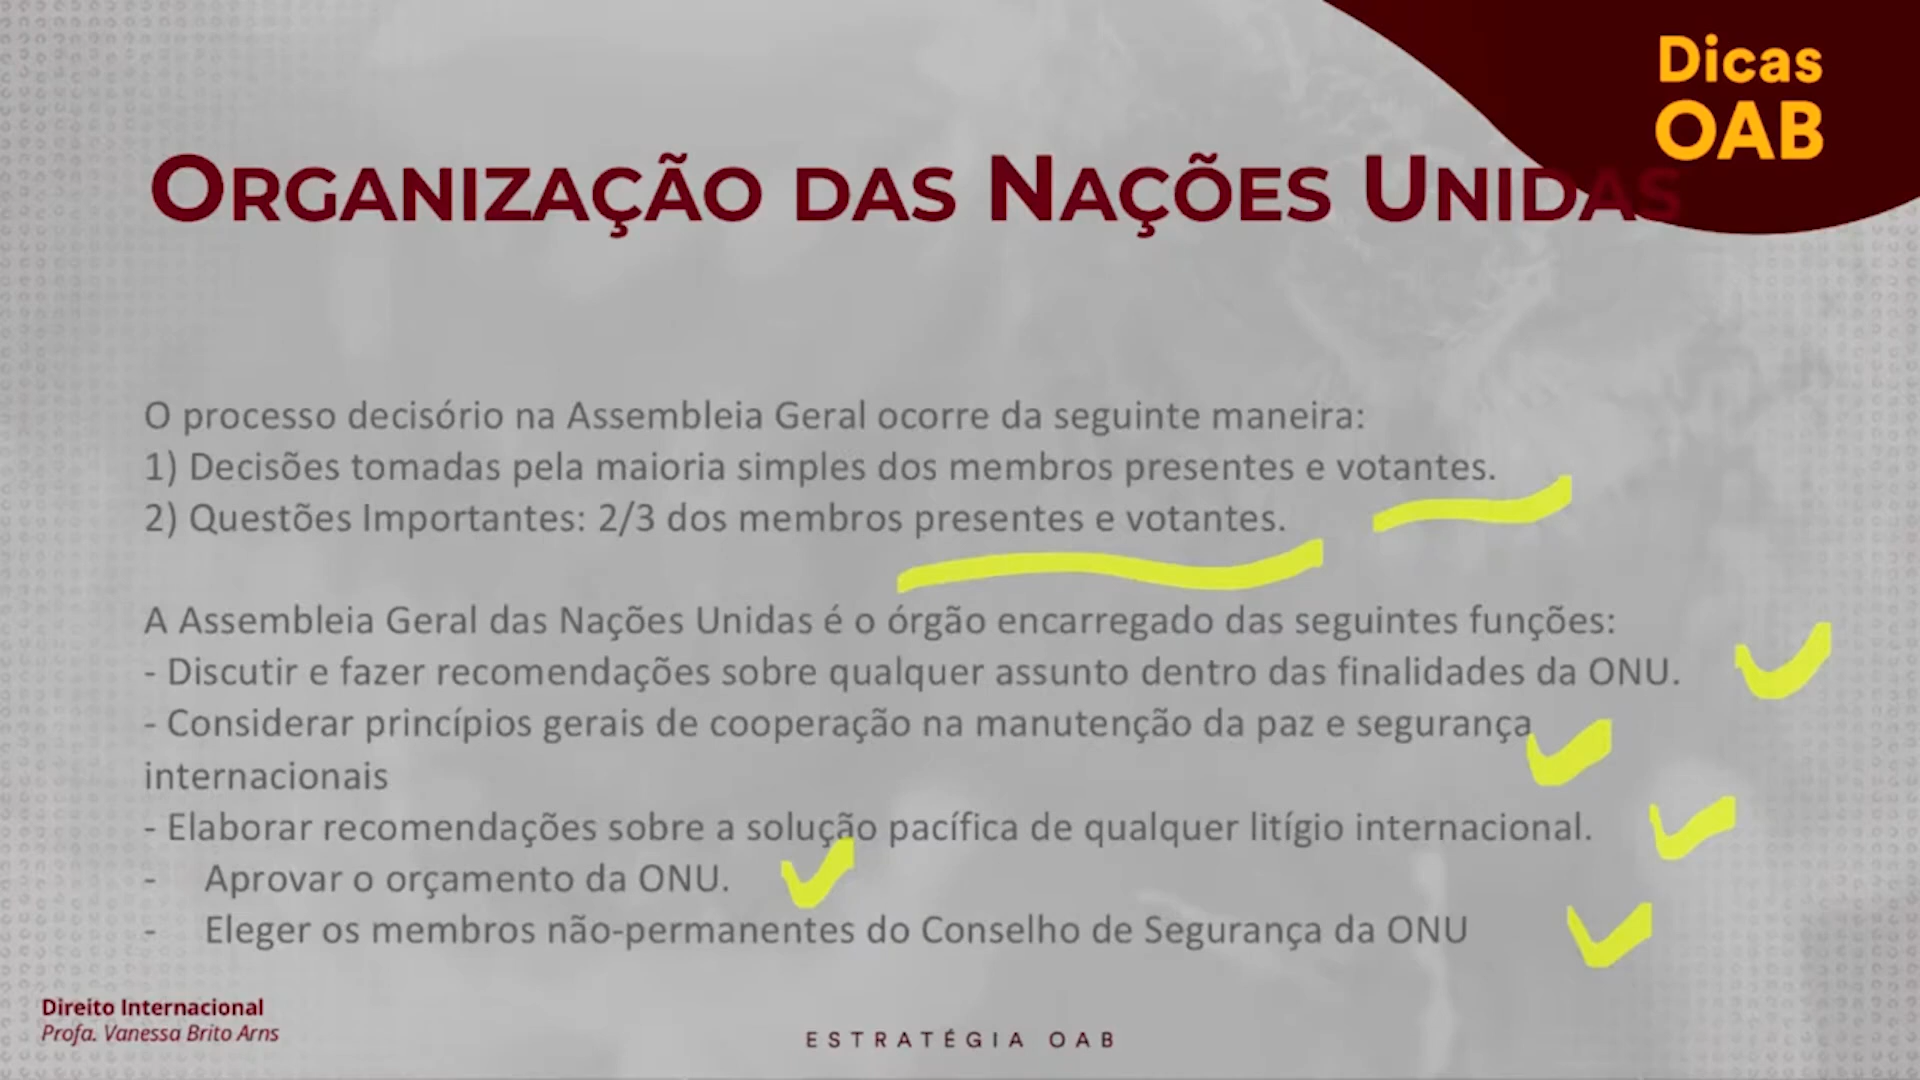 Dicas
OAB
ORGANIZAÇÃO DAS NAÇÕES UNIDAS
O processo decisório na Assembleia Geral ocorre da seguinte maneira:
1) Decisões tomadas pela maioria simples dos membros presentes e votantes.
2) Questões Importantes: 2/3 dos membros presentes e votantes.
A Assembleia Geral das Nações Unidas é o órgão encarregado das seguintes funções:
- Discutir e fazer recomendações sobre qualquer assunto dentro das finalidades da ONU.
- Considerar princípios gerais de cooperação na manutenção da paz e segurança
internacionais
- Elaborar recomendações sobre a solução pacífica de qualquer litígio internacional.
- Aprovar o orçamento da ONU.
- Eleger os membros não-permanentes do Conselho de Segurança da ONU
Direito Internacional
Profa. Vanessa Brito Arns
ESTRATÉGIA OAB